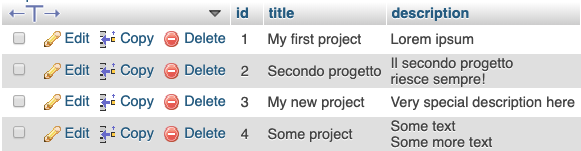 id title description
Edit Copy Delete 1 My first project Lorem ipsum
Edit Copy Delete 2 Secondo progetto Il secondo progetto
riesce sempre!
Edit Copy Delete 3 My new project Very special description here
Edit Copy Delete 4 Some project Some text
Some more text